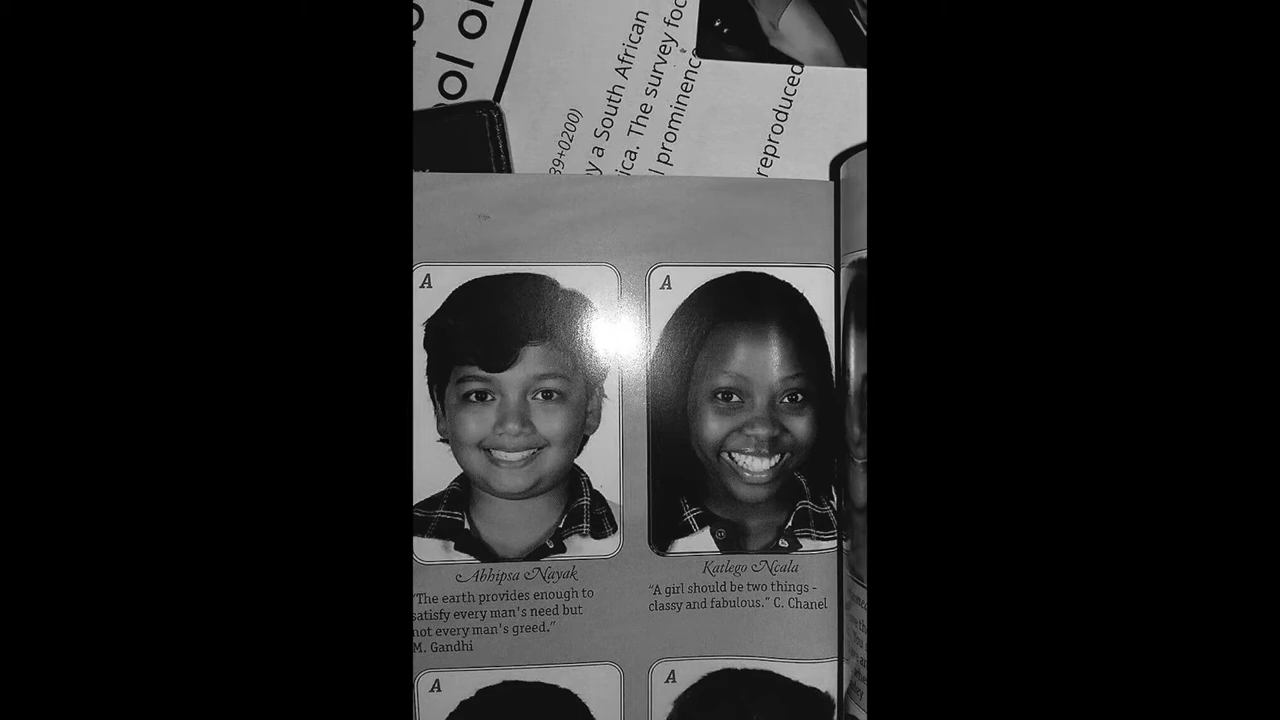 ol o
39+0200)
y a South African
ica. The survey foc
l prominenc
reproduced
A
A
Abhipsa Nayak
Katlego Ncala
"The earth provides enough to
satisfy every man's need but
not every man's greed."
M. Gandhi
"A girl should be two things -
classy and fabulous." C. Chanel
A
A